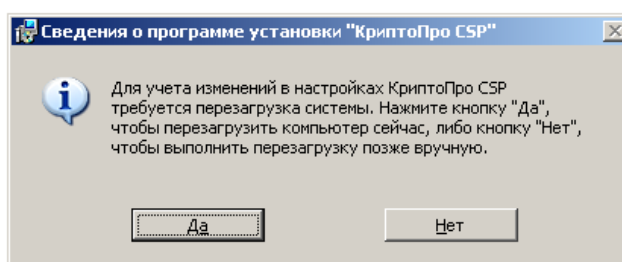 Сведения о программе установки "КриптоПро CSP"
Для учета изменений в настройках КриптоПро CSP
требуется перезагрузка системы. Нажмите кнопку "Да",
чтобы перезагрузить компьютер сейчас, либо кнопку "Нет",
чтобы выполнить перезагрузку позже вручную.
Да
Нет